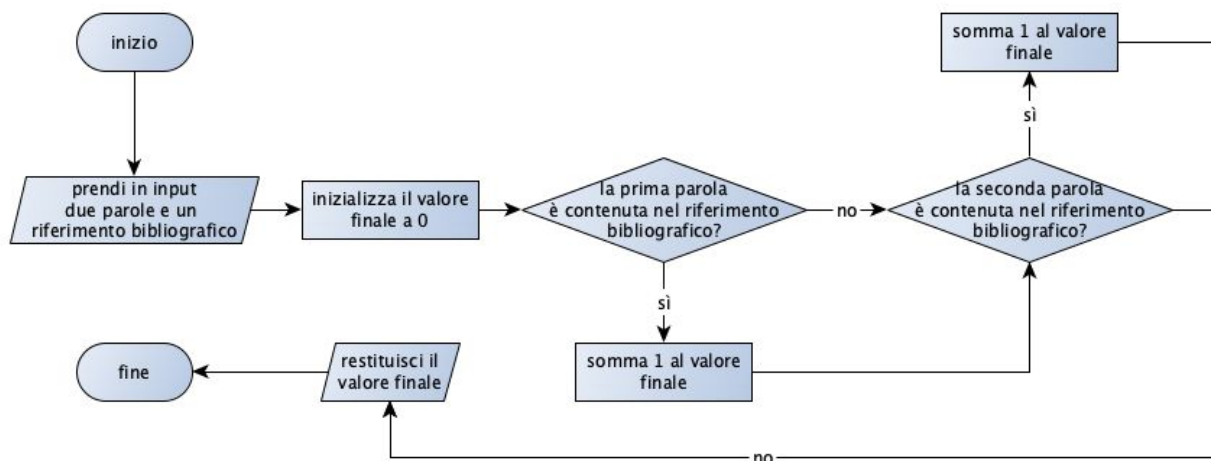 inizio
prendi in input
due parole e un
riferimento bibliografico
inizializza il valore
finale a 0
la prima parola
è contenuta nel riferimento
bibliografico?
no
sì
somma 1 al valore
finale
la seconda parola
è contenuta nel riferimento
bibliografico?
sì
somma 1 al valore
finale
no
restituisci il
valore finale
fine